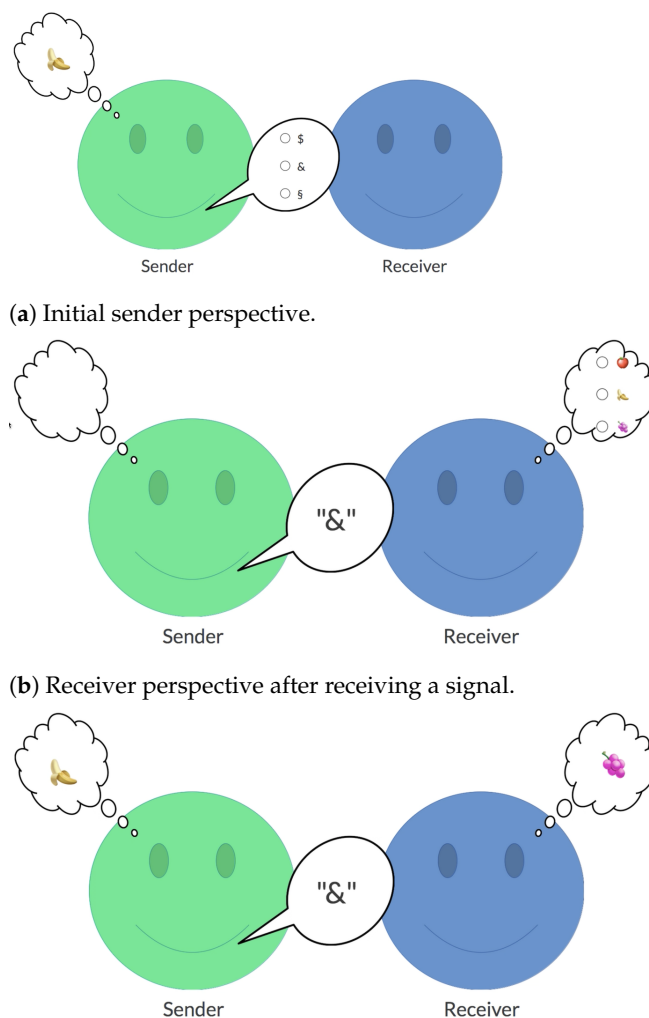 $
&
§
Sender Receiver
(a) Initial sender perspective.
"&"
Sender Receiver
(b) Receiver perspective after receiving a signal.
"&"
Sender Receiver